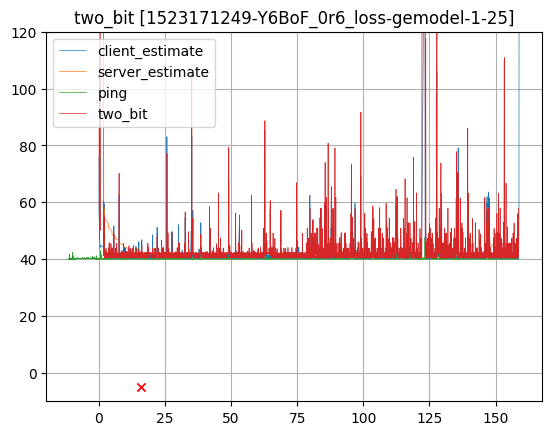 two_bit [1523171249-Y6BoF_0r6_loss-gemodel-1-25]
client_estimate
server_estimate
ping
two_bit
120
100
80
60
40
20
0
0 25 50 75 100 125 150